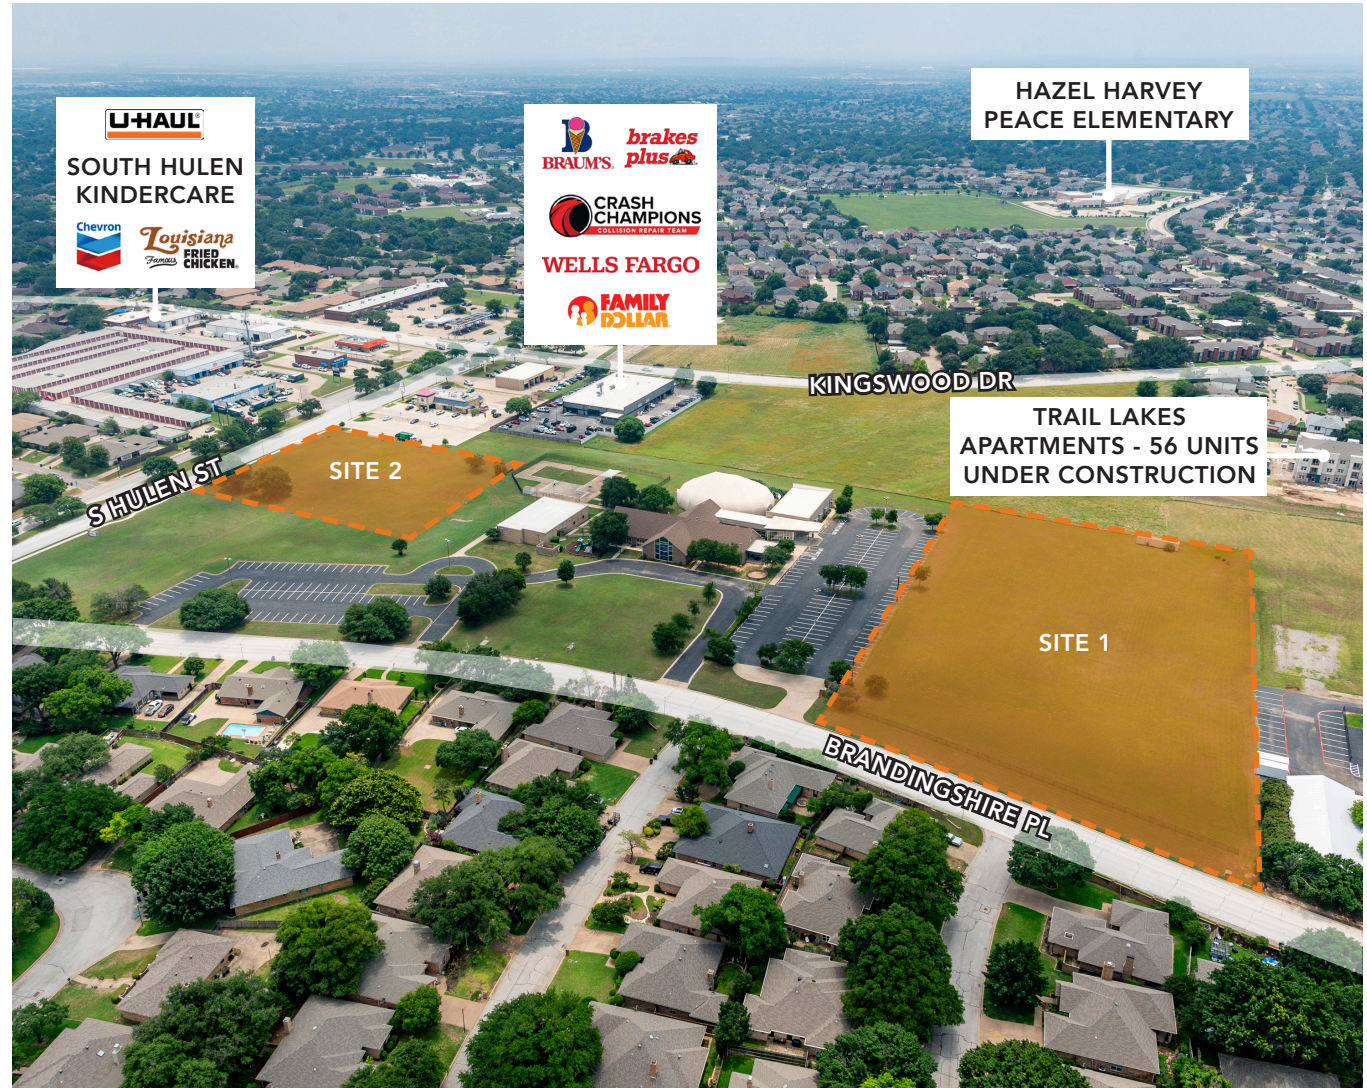 U-HAUL
SOUTH HULEN
KINDERCARE
Chevron
Louisiana
Famous FRIED
CHICKEN
B
BRAUM'S
brakes
plus
CRASH
CHAMPIONS
COLLISION REPAIR TEAM
WELLS FARGO
FAMILY
DOLLAR
HAZEL HARVEY
PEACE ELEMENTARY
KINGSWOOD DR
TRAIL LAKES
APARTMENTS - 56 UNITS
UNDER CONSTRUCTION
SITE 2
S HULEN ST
SITE 1
BRANDINGSHIRE PL